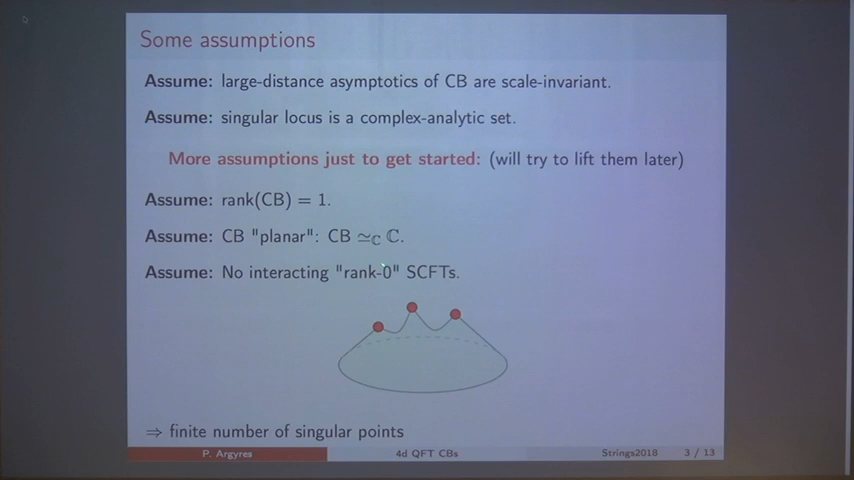 Some assumptions
Assume: large-distance asymptotics of CB are scale-invariant.
Assume: singular locus is a complex-analytic set.
More assumptions just to get started: (will try to lift them later)
Assume: rank(CB) = 1.
Assume: CB "planar": CB ≃ℂ ℂ.
Assume: No interacting "rank-0" SCFTs.
⇒ finite number of singular points
P. Argyres 4d QFT CBs Strings2018 3 / 13